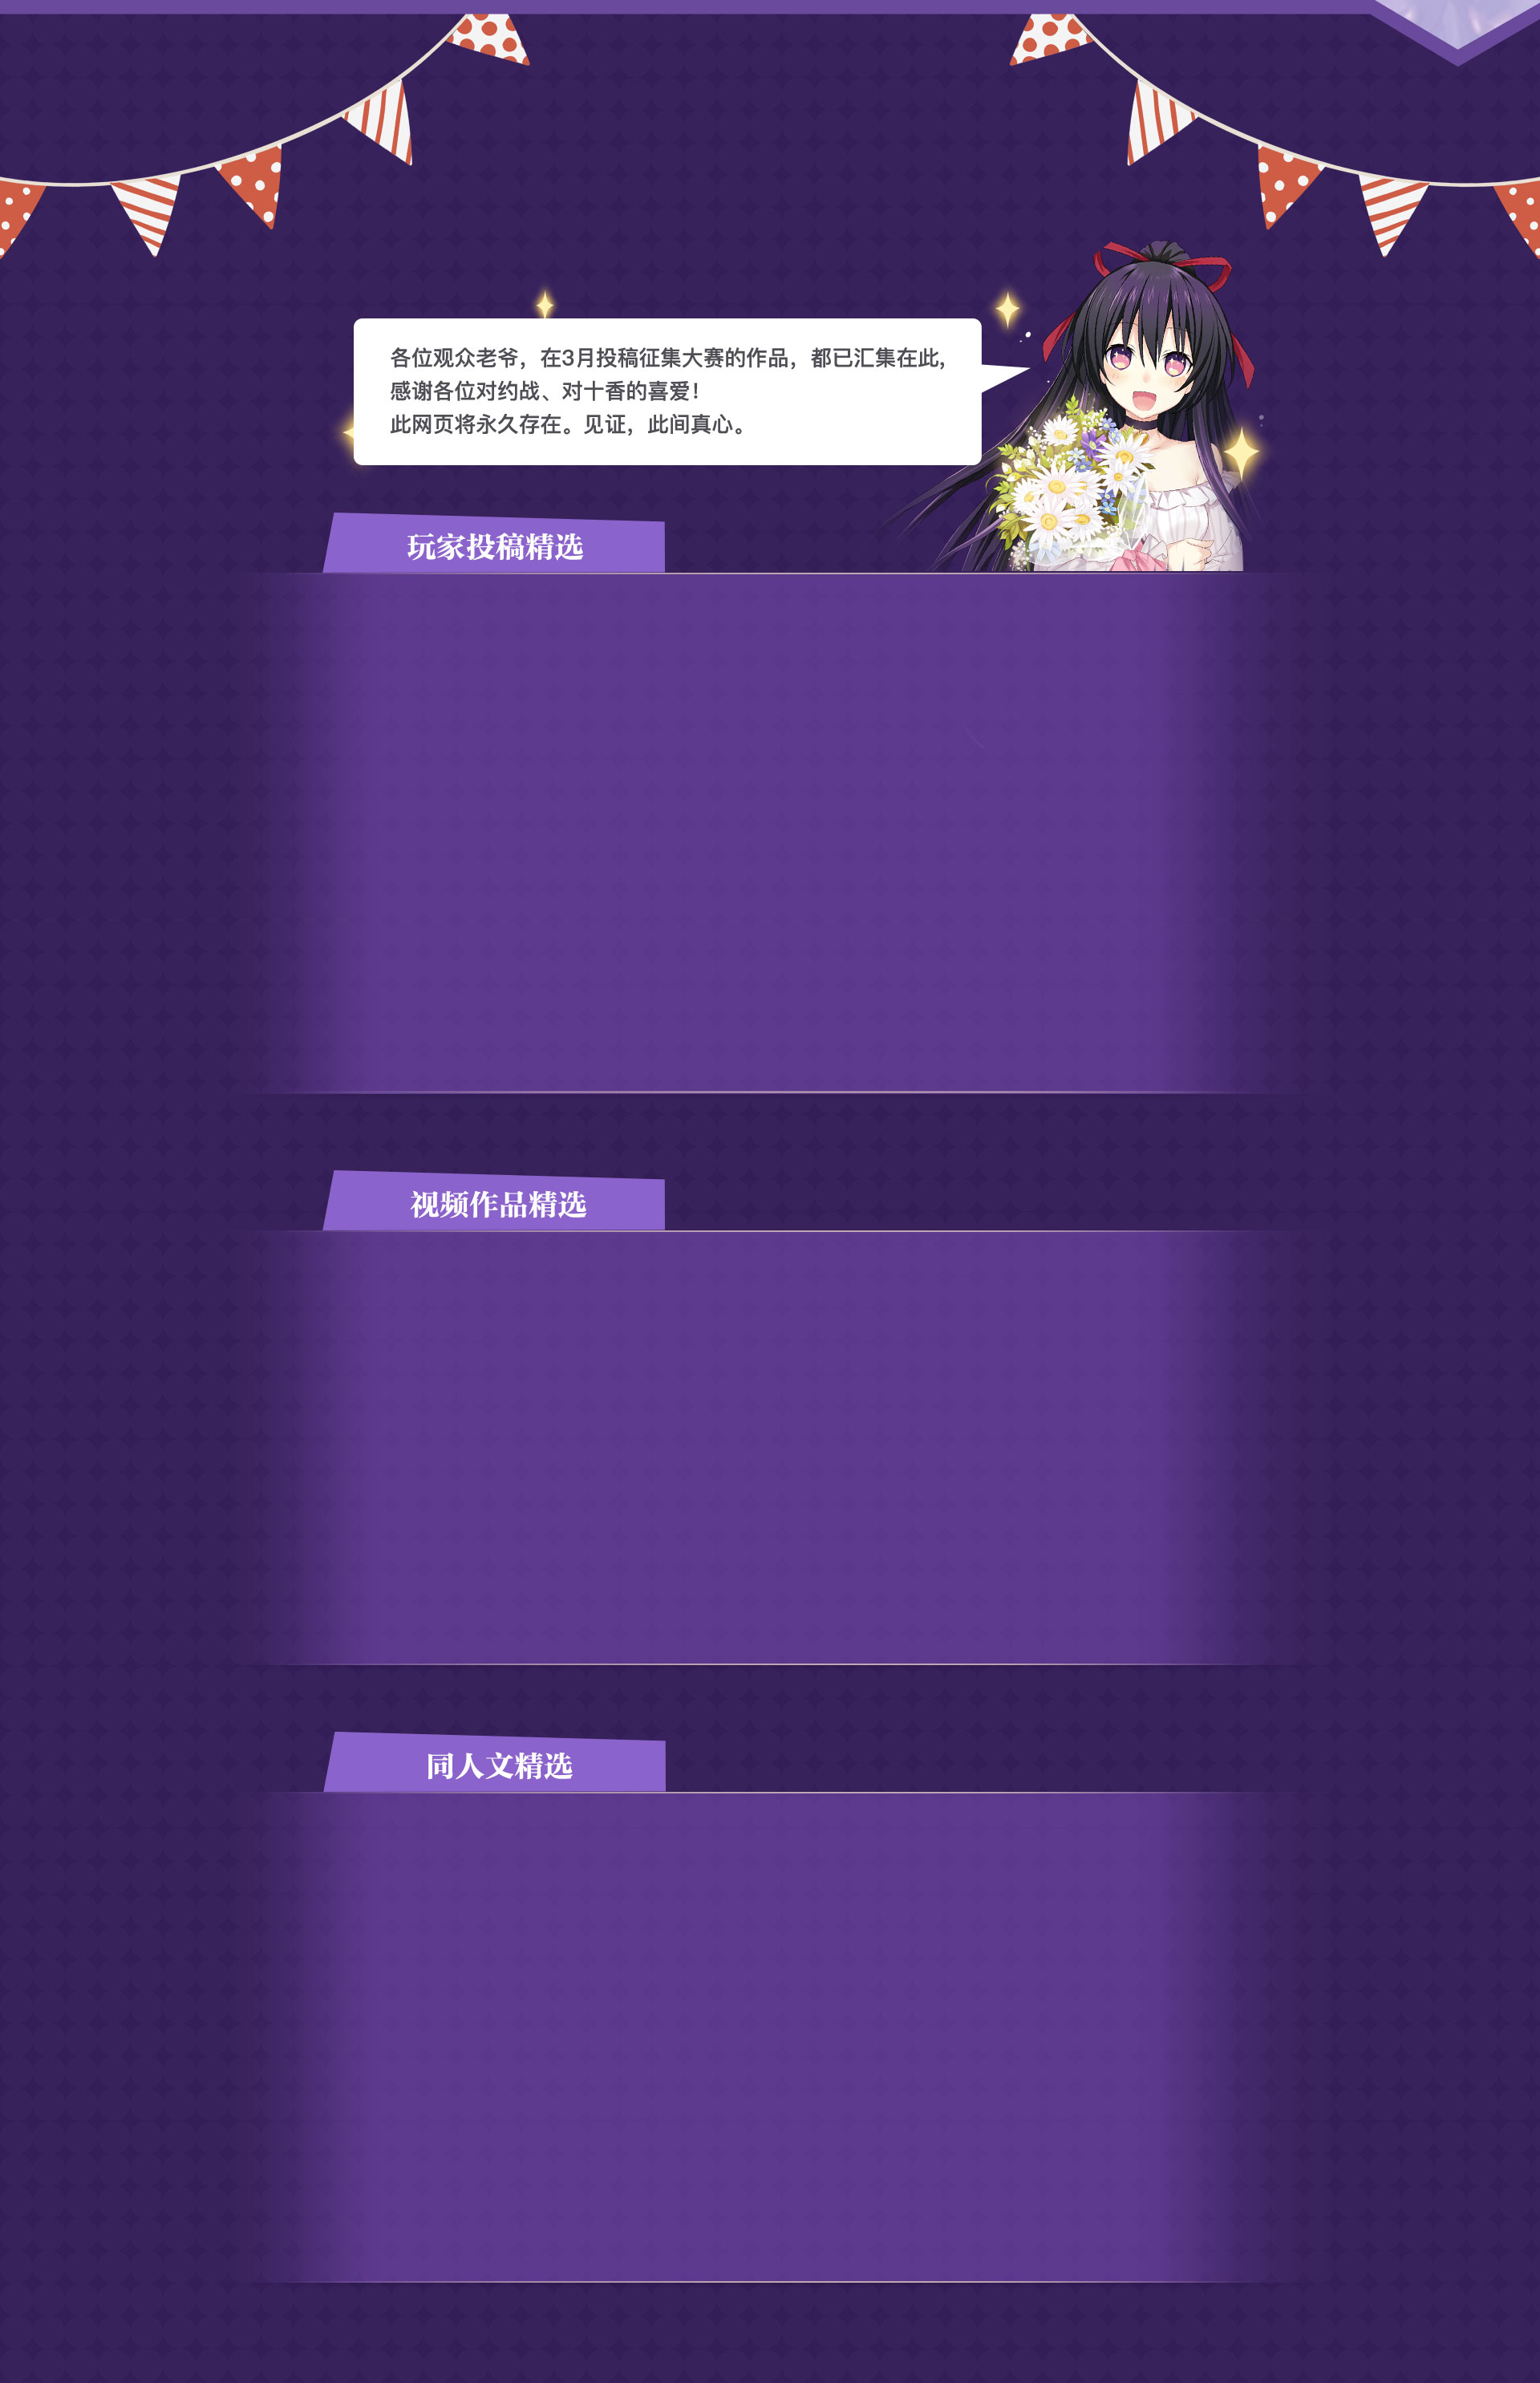 各位观众老爷，在3月投稿征集大赛的作品，都已汇集在此，
感谢各位对约战、对十香的喜爱！
此网页将永久存在。见证，此间真心。
玩家投稿精选
视频作品精选
同人文精选